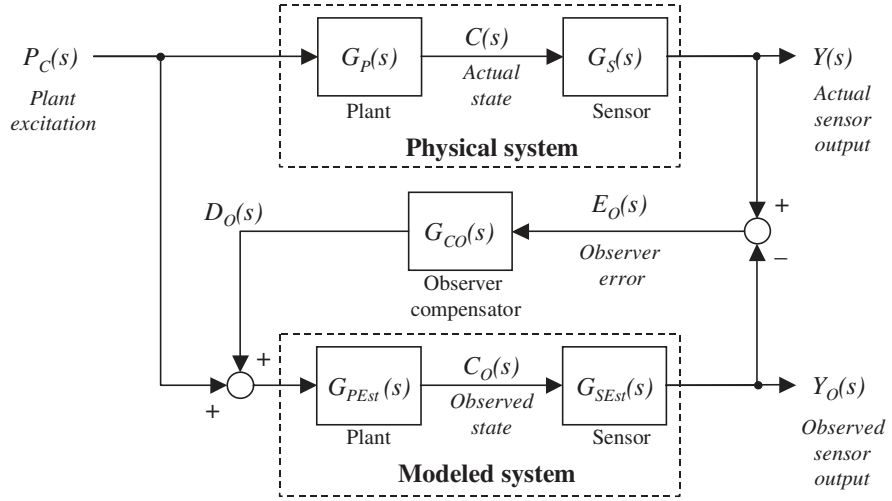 P_C(s)
Plant
excitation
G_P(s)
Plant
C(s)
Actual
state
G_S(s)
Sensor
Physical system
Y(s)
Actual
sensor
output
D_O(s)
G_CO(s)
Observer
compensator
E_O(s)
Observer
error
+
–
+
+
G_PEst(s)
Plant
C_O(s)
Observed
state
G_SEst(s)
Sensor
Modeled system
Y_O(s)
Observed
sensor
output